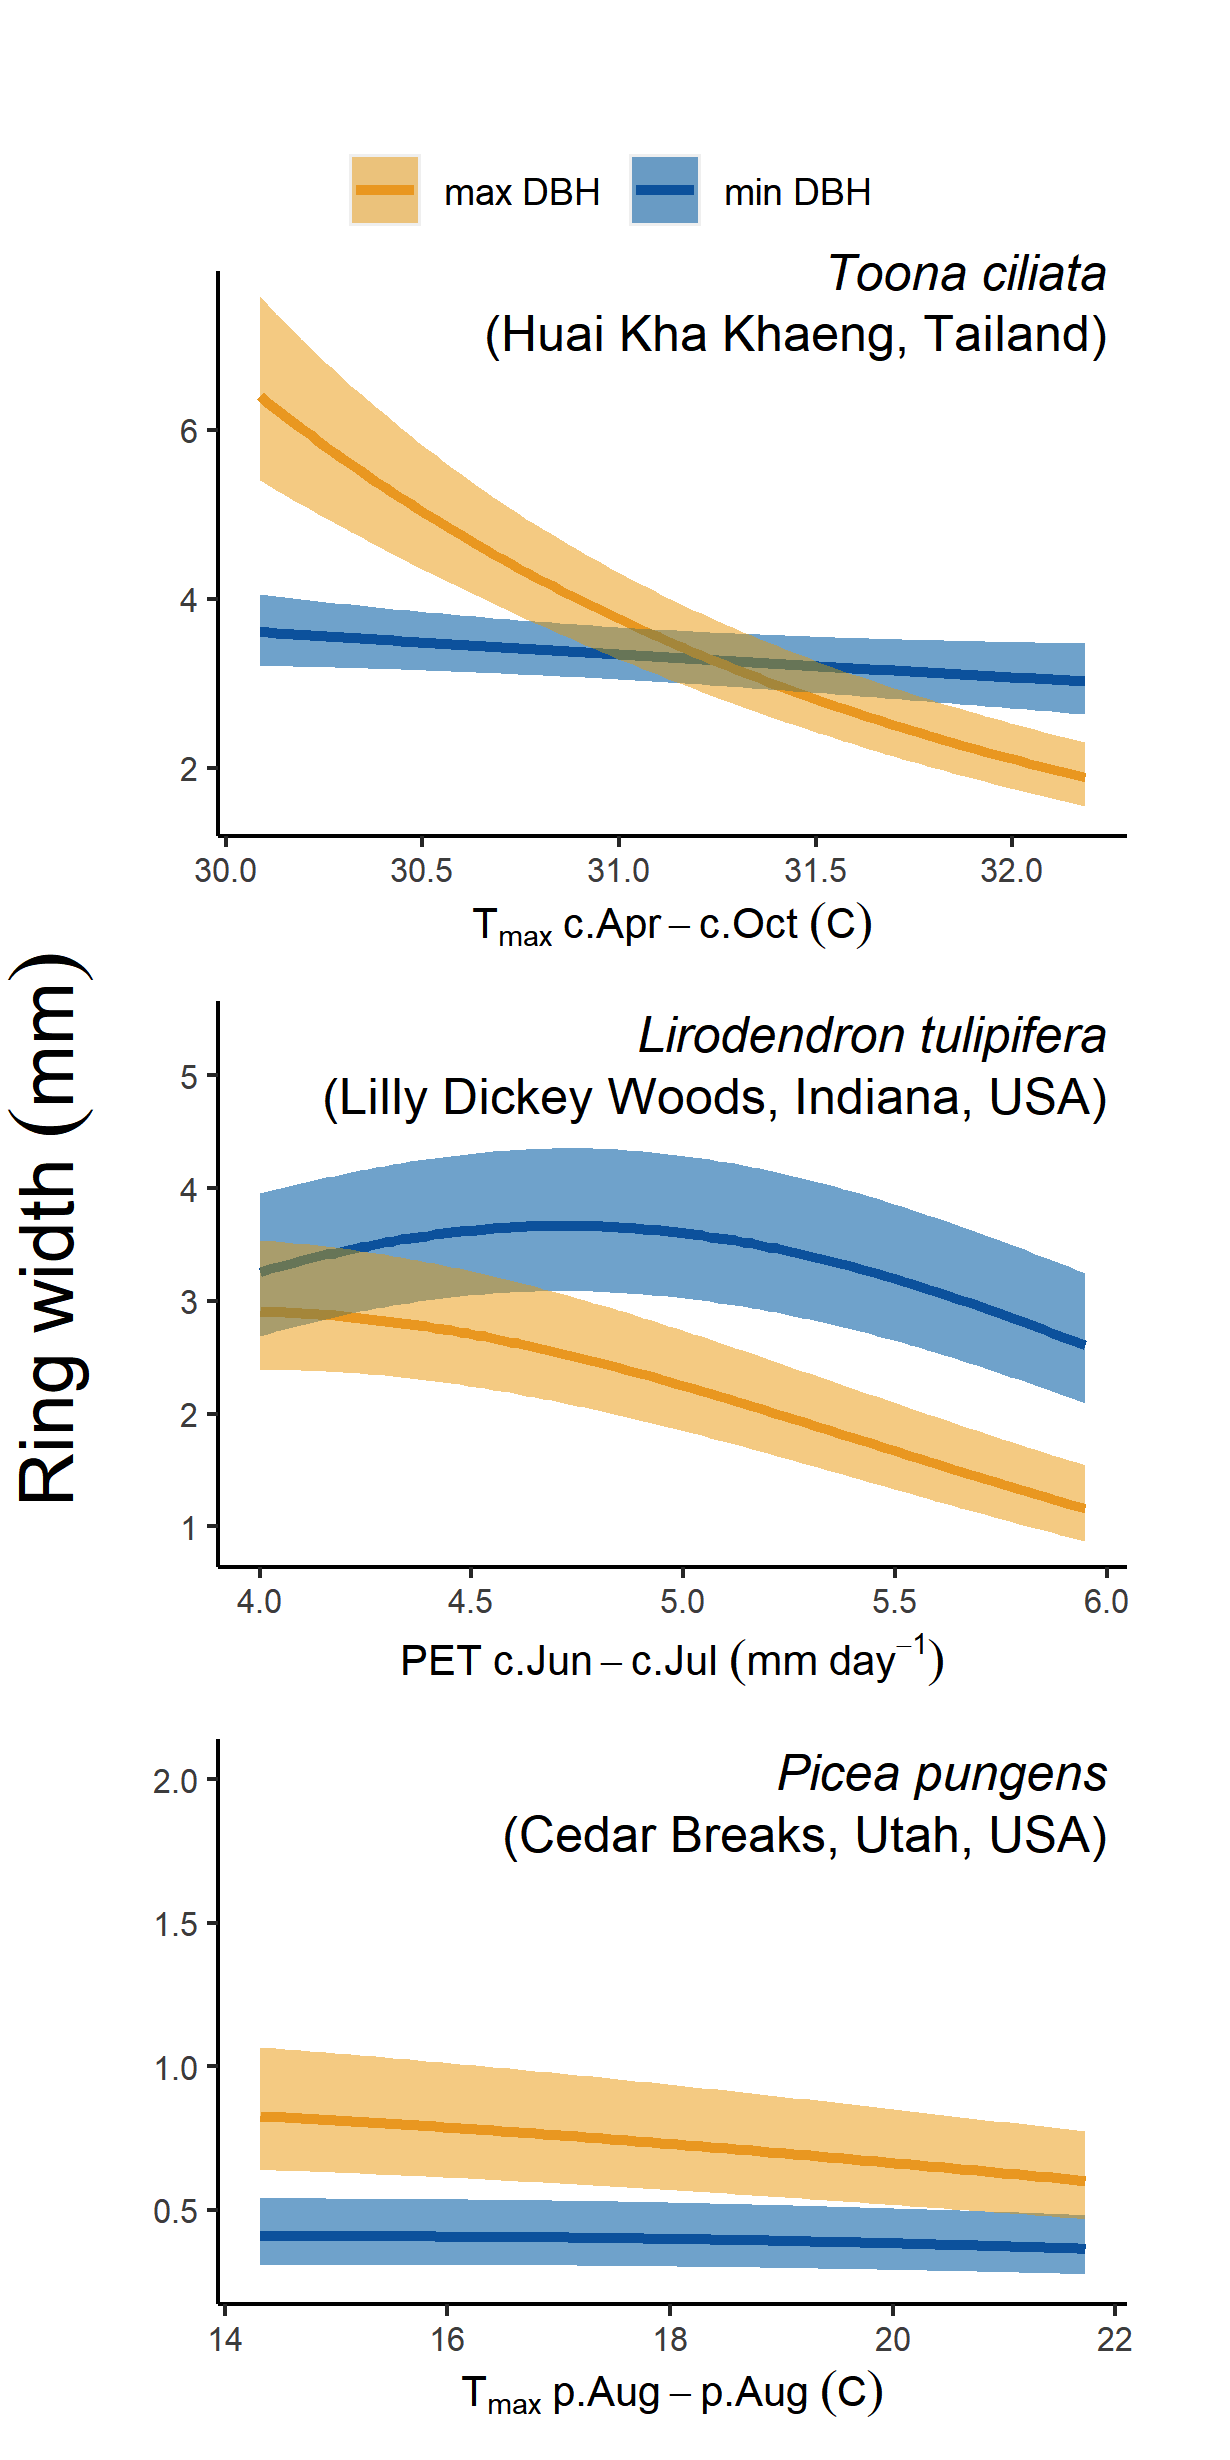 max DBH min DBH
Toona ciliata
(Huai Kha Khaeng, Tailand)
6
4
2
30.0 30.5 31.0 31.5 32.0
Tmax c.Apr – c.Oct (C)
Ring width (mm)
Lirodendron tulipifera
(Lilly Dickey Woods, Indiana, USA)
5
4
3
2
1
4.0 4.5 5.0 5.5 6.0
PET c.Jun – c.Jul (mm day⁻¹)
Picea pungens
(Cedar Breaks, Utah, USA)
2.0
1.5
1.0
0.5
14 16 18 20 22
Tmax p.Aug – p.Aug (C)